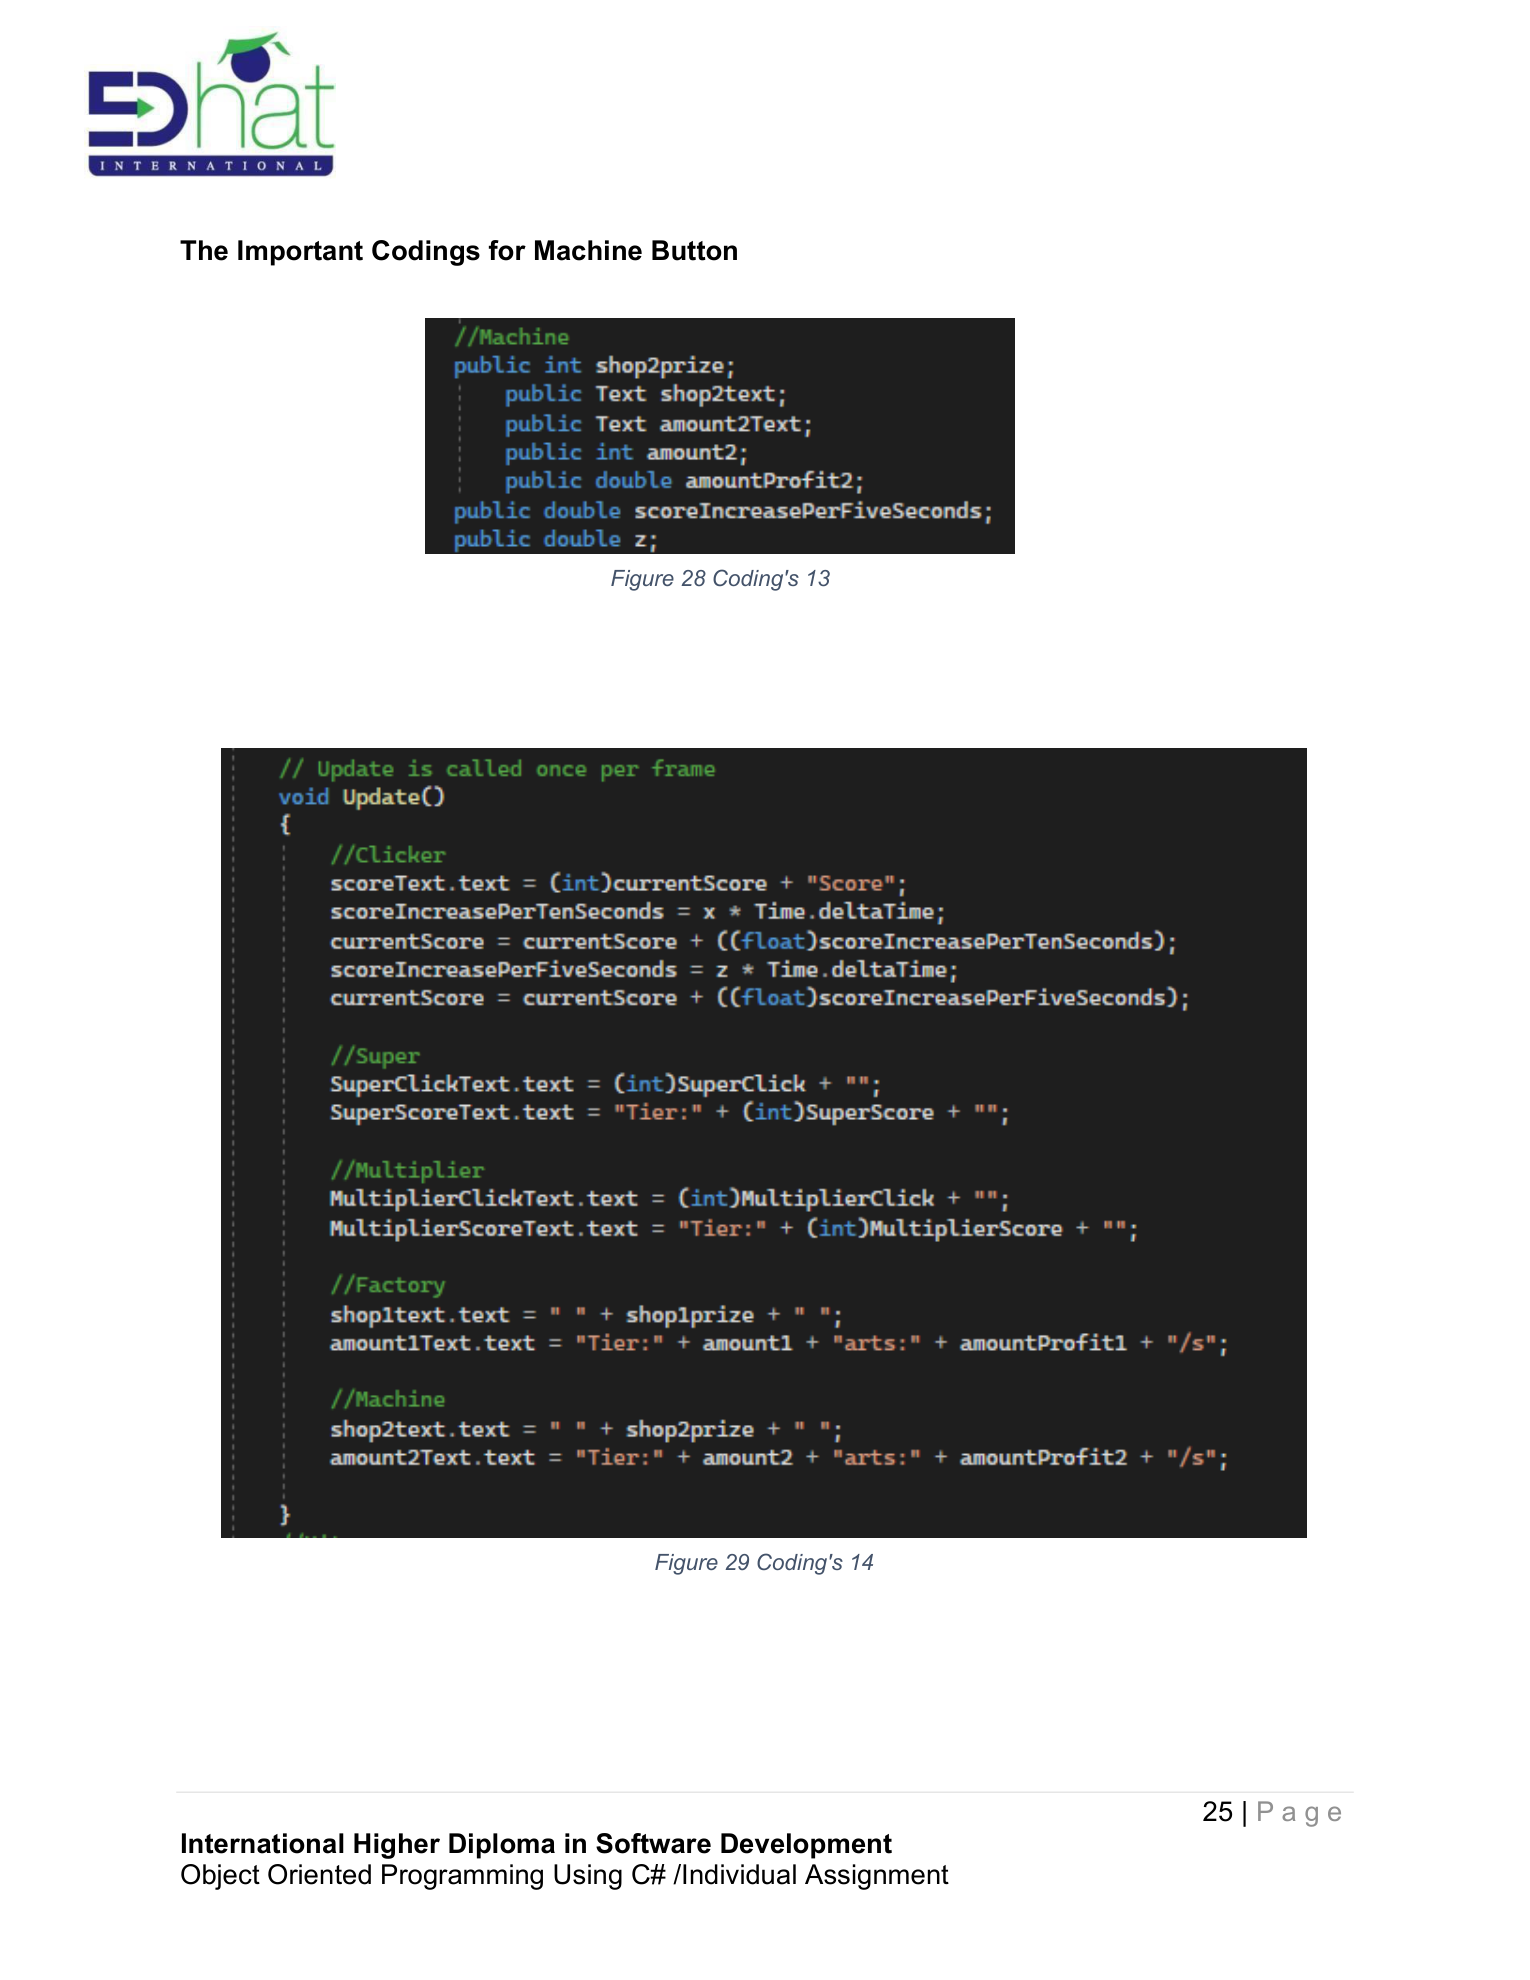 EDhat
INTERNATIONAL
The Important Codings for Machine Button
//Machine
public int shop2prize;
public Text shop2text;
public Text amount2Text;
public int amount2;
public double amountProfit2;
public double scoreIncreasePerFiveSeconds;
public double z;
Figure 28 Coding's 13
// Update is called once per frame
void Update()
{
//Clicker
scoreText.text = (int)currentScore + "Score";
scoreIncreasePerTenSeconds = x * Time.deltaTime;
currentScore = currentScore + ((float)scoreIncreasePerTenSeconds);
scoreIncreasePerFiveSeconds = z * Time.deltaTime;
currentScore = currentScore + ((float)scoreIncreasePerFiveSeconds);
//Super
SuperClickText.text = (int)SuperClick + "";
SuperScoreText.text = "Tier:" + (int)SuperScore + "";
//Multiplier
MultiplierClickText.text = (int)MultiplierClick + "";
MultiplierScoreText.text = "Tier:" + (int)MultiplierScore + "";
//Factory
shop1text.text = " " + shop1prize + " ";
amount1Text.text = "Tier:" + amount1 + "arts:" + amountProfit1 + "/s";
//Machine
shop2text.text = " " + shop2prize + " ";
amount2Text.text = "Tier:" + amount2 + "arts:" + amountProfit2 + "/s";
}
Figure 29 Coding's 14
25 | Page
International Higher Diploma in Software Development
Object Oriented Programming Using C# /Individual Assignment